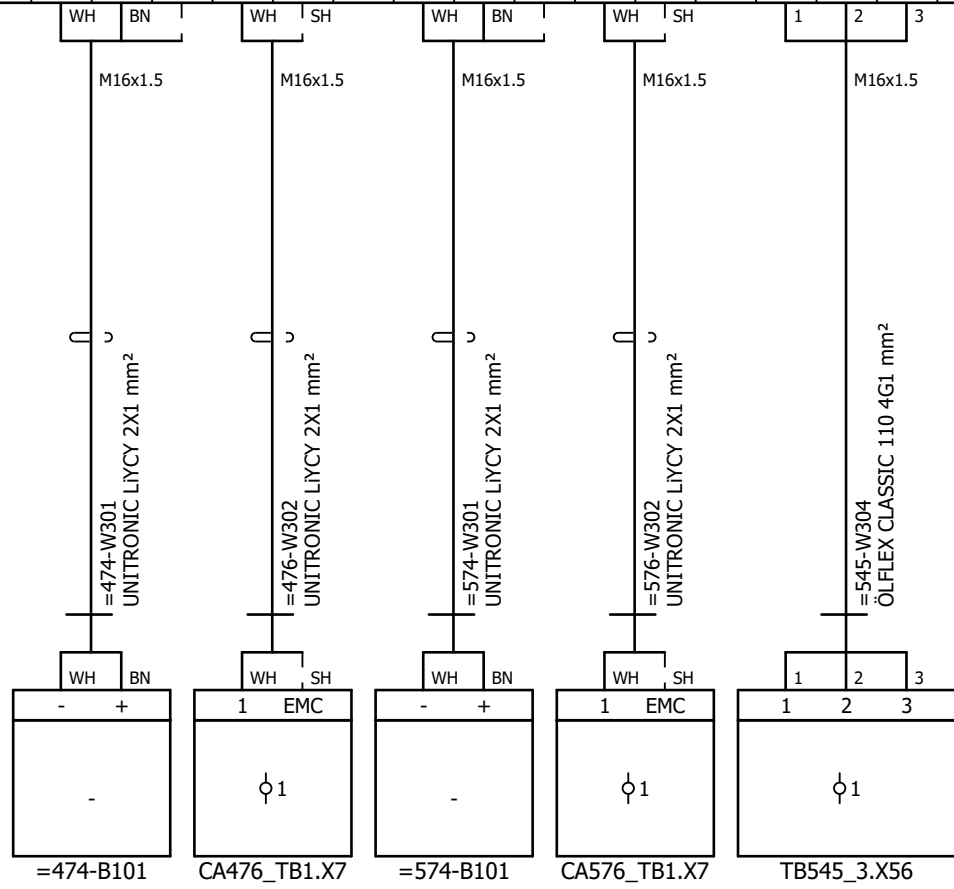 WH BN WH SH WH BN WH SH 1 2 3
M16x1.5 M16x1.5 M16x1.5 M16x1.5 M16x1.5
=474-W301
UNITRONIC LiYCY 2X1 mm²
=476-W302
UNITRONIC LiYCY 2X1 mm²
=574-W301
UNITRONIC LiYCY 2X1 mm²
=576-W302
UNITRONIC LiYCY 2X1 mm²
=545-W304
ÖLFLEX CLASSIC 110 4G1 mm²
WH BN WH SH WH BN WH SH 1 2 3
- + 1 EMC - + 1 EMC 1 2 3
- 1 - 1 1
=474-B101 CA476_TB1.X7 =574-B101 CA576_TB1.X7 TB545_3.X56